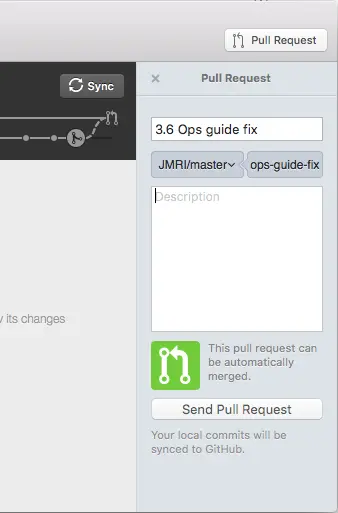 Pull Request
Sync
Pull Request
3.6 Ops guide fix
JMRI/master
ops-guide-fix
Description
its changes
This pull request can
be automatically
merged.
Send Pull Request
Your local commits will be
synced to GitHub.